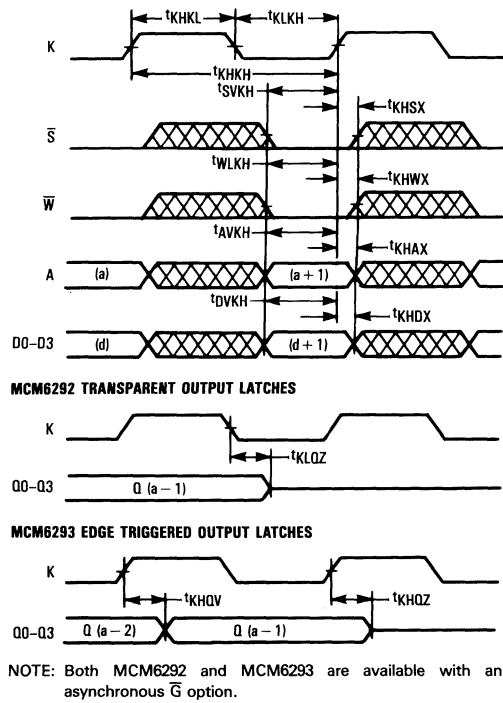 tKHKL tKLKH
K
tKHKH
tSVKH
tKHSX
S̅
tWLKH
tKHWX
W̅
tAVKH
tKHAX
A (a) (a + 1)
tDVKH
tKHDX
D0–D3 (d) (d + 1)
MCM6292 TRANSPARENT OUTPUT LATCHES
K
tKLQZ
Q0–Q3 Q (a – 1)
MCM6293 EDGE TRIGGERED OUTPUT LATCHES
K
tKHQV tKHQZ
Q0–Q3 Q (a – 2) Q (a – 1)
NOTE: Both MCM6292 and MCM6293 are available with an
asynchronous G̅ option.